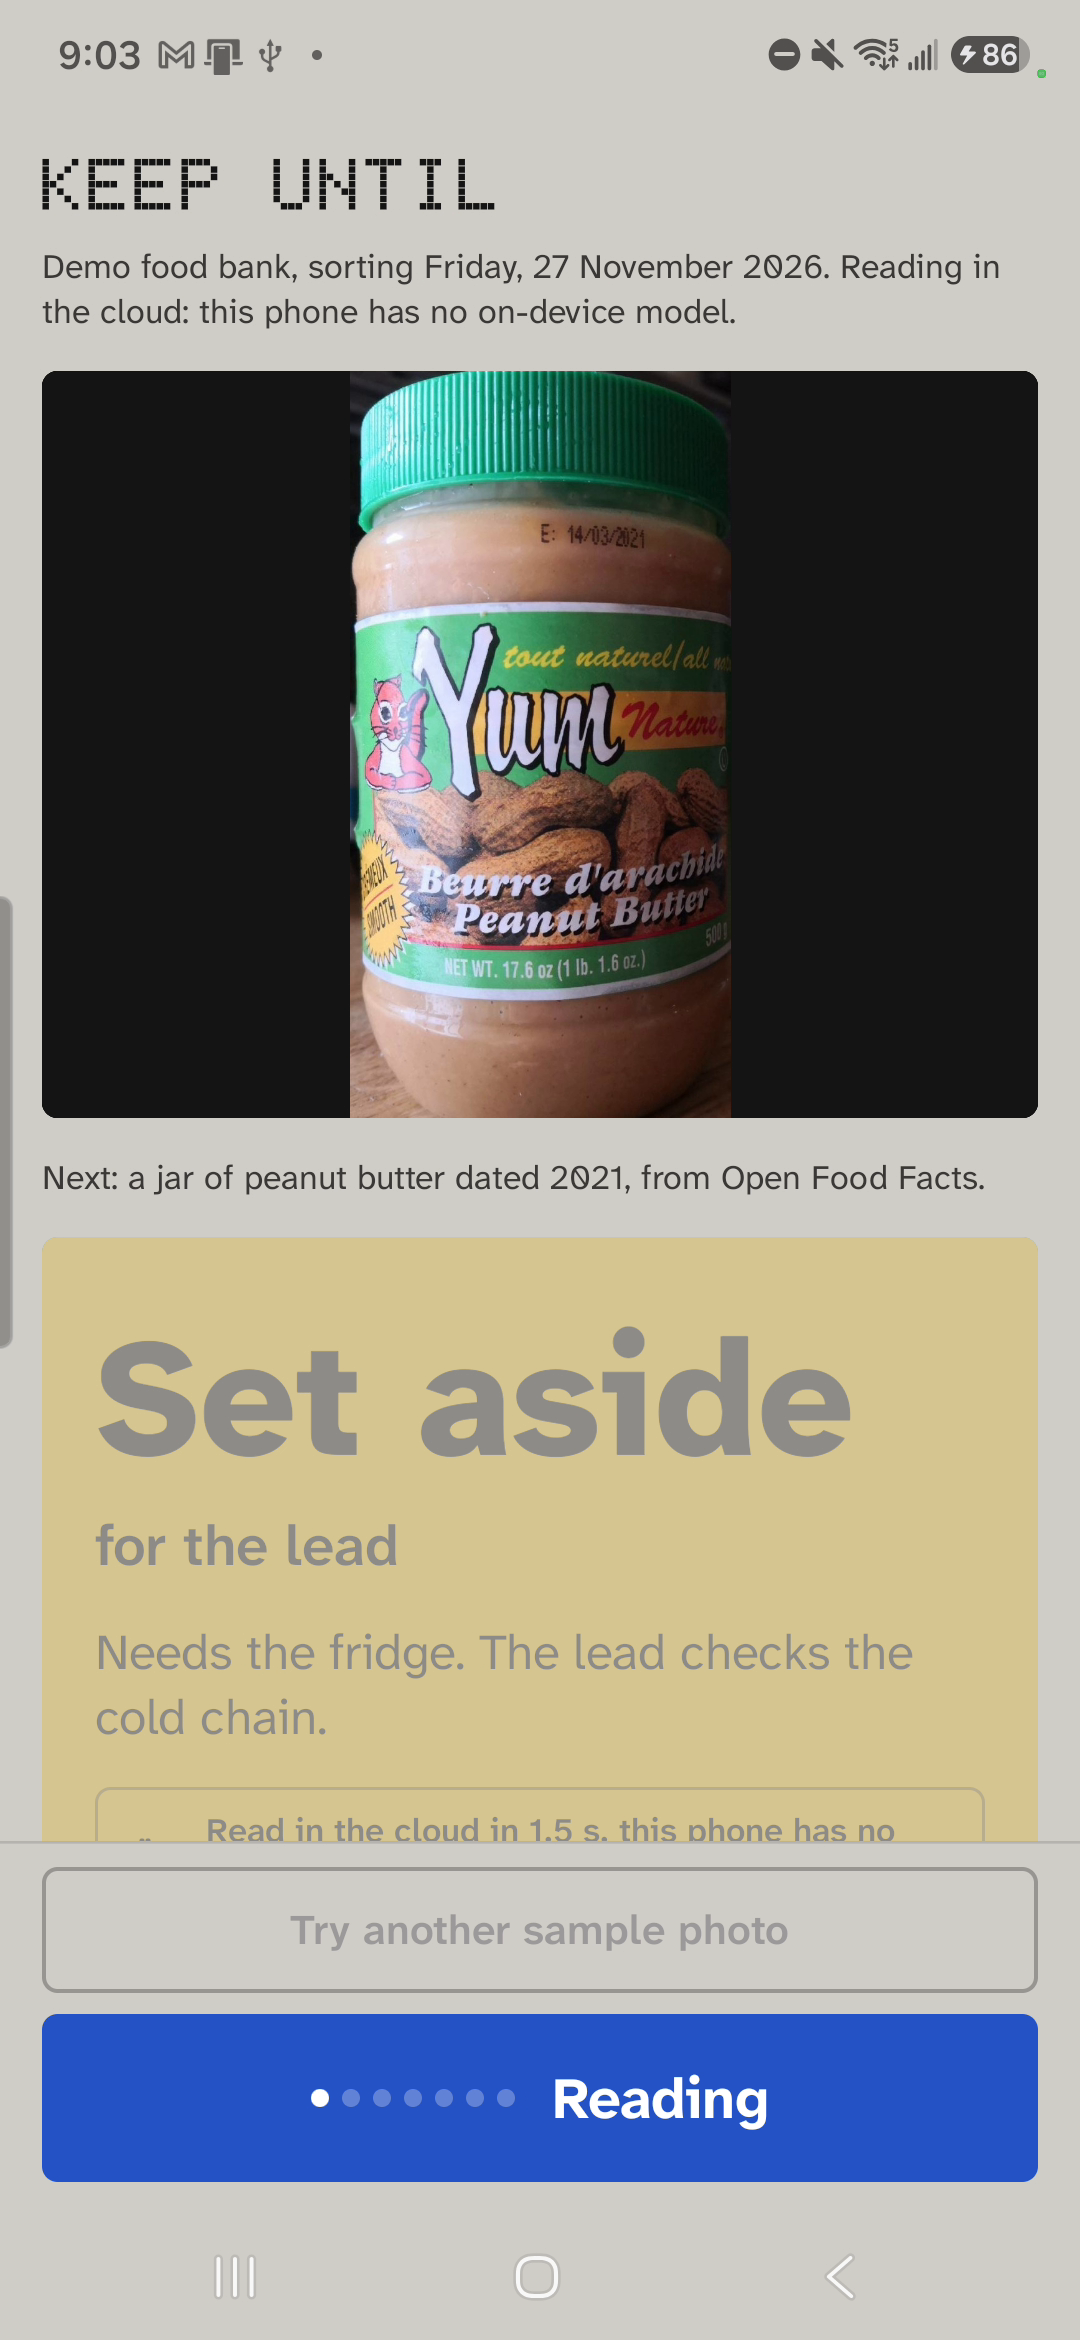 9:03
5
86
KEEP UNTIL
Demo food bank, sorting Friday, 27 November 2026. Reading in
the cloud: this phone has no on-device model.
E: 14/03/2021
tout naturel/all
Yum
Nature
SMOOTH
Beurre d'arachide
Peanut Butter
500 g
NET WT. 17.6 oz (1 lb. 1.6 oz.)
Next: a jar of peanut butter dated 2021, from Open Food Facts.
Set aside
for the lead
Needs the fridge. The lead checks the
cold chain.
Read in the cloud in 1.5 s, this phone has no
Try another sample photo
Reading